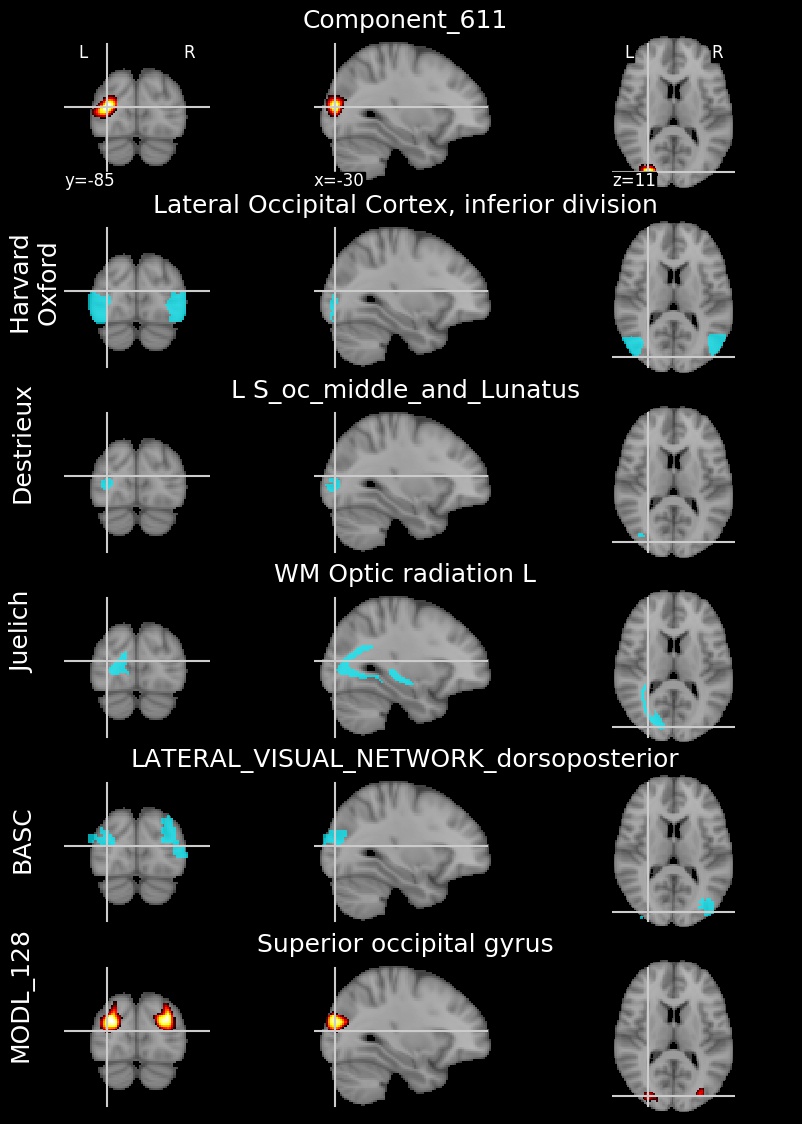 Component_611
L R L R
y=-85 x=-30 z=11
Lateral Occipital Cortex, inferior division
Harvard
Oxford
L S_oc_middle_and_Lunatus
Destrieux
WM Optic radiation L
Juelich
LATERAL_VISUAL_NETWORK_dorsoposterior
BASC
Superior occipital gyrus
MODL_128